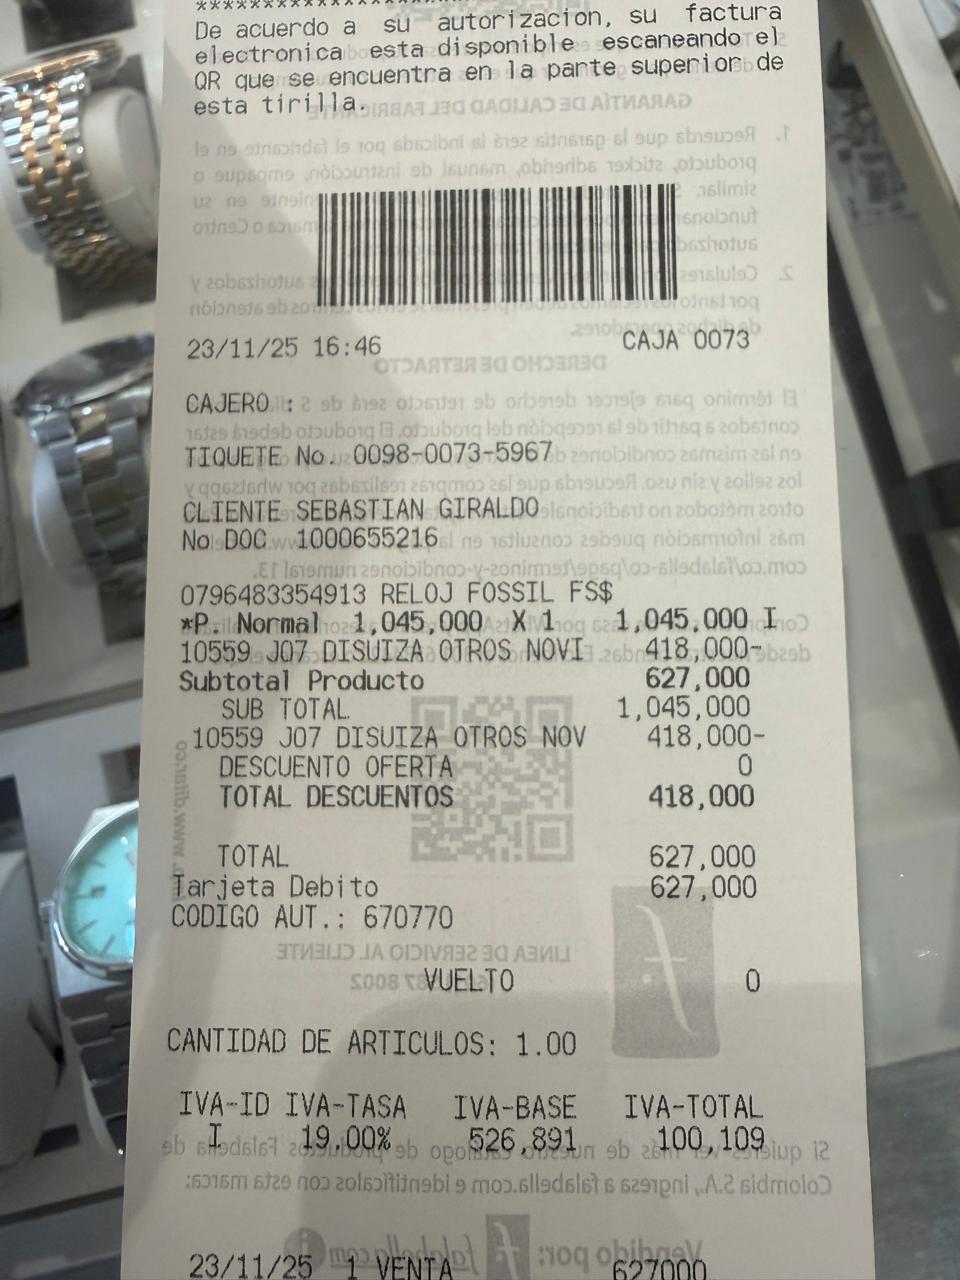 De acuerdo a su autorizacion, su factura
electronica esta disponible escaneando el
QR que se encuentra en la parte superior de
esta tirilla.
23/11/25 16:46 CAJA 0073
CAJERO :
TIQUETE No. 0098-0073-5967
CLIENTE SEBASTIAN GIRALDO
No DOC 1000655216
0796483354913 RELOJ FOSSIL FS$
*P. Normal 1,045,000 X 1 1,045,000 I
10559 J07 DISUIZA OTROS NOVI 418,000-
Subtotal Producto 627,000
SUB TOTAL 1,045,000
10559 J07 DISUIZA OTROS NOV 418,000-
DESCUENTO OFERTA 0
TOTAL DESCUENTOS 418,000
TOTAL 627,000
Tarjeta Debito 627,000
CODIGO AUT.: 670770
VUELTO 0
CANTIDAD DE ARTICULOS: 1.00
IVA-ID IVA-TASA IVA-BASE IVA-TOTAL
I 19.00% 526,891 100,109
23/11/25 1 VENTA 627000